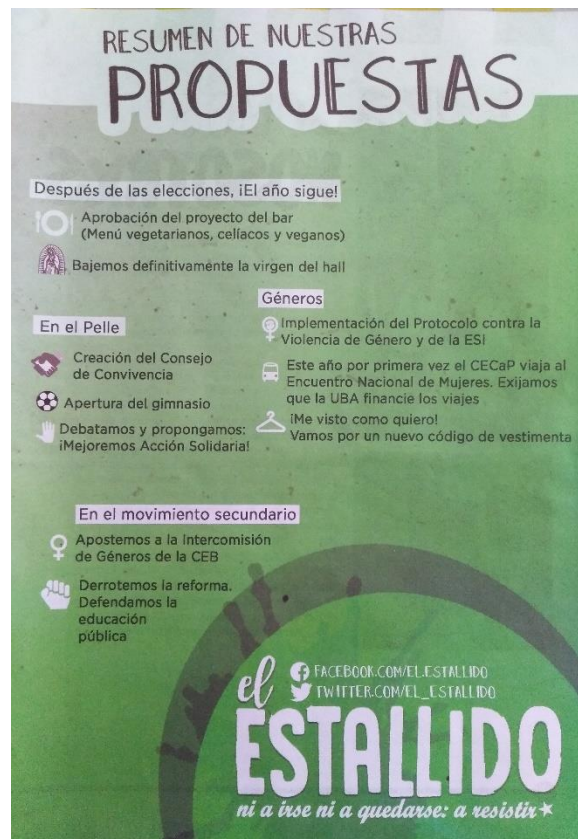 RESUMEN DE NUESTRAS
PROPUESTAS
Después de las elecciones, ¡El año sigue!
Aprobación del proyecto del bar
(Menú vegetarianos, celíacos y veganos)
Bajemos definitivamente la virgen del hall
Géneros
Implementación del Protocolo contra la
Violencia de Género y de la ESI
Este año por primera vez el CECaP viaja al
Encuentro Nacional de Mujeres. Exijamos
que la UBA financie los viajes
¡Me visto como quiero!
Vamos por un nuevo código de vestimenta
En el Pelle
Creación del Consejo
de Convivencia
Apertura del gimnasio
Debatamos y propongamos:
¡Mejoremos Acción Solidaria!
En el movimiento secundario
Apostemos a la Intercomisión
de Géneros de la CEB
Derrotemos la reforma.
Defendamos la
educación
pública
FACEBOOK.COM/EL.ESTALLIDO
TWITTER.COM/EL_ESTALLIDO
el
ESTALLIDO
ni a irse ni a quedarse: a resistir